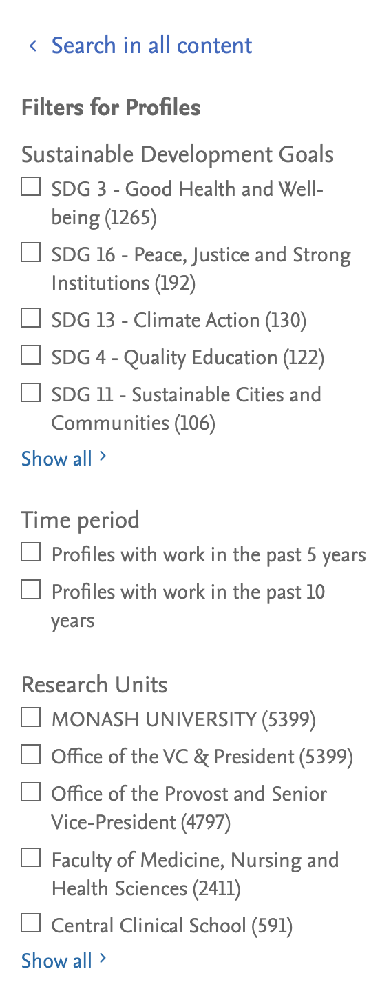 Search in all content
Filters for Profiles
Sustainable Development Goals
SDG 3 - Good Health and Well-
being (1265)
SDG 16 - Peace, Justice and Strong
Institutions (192)
SDG 13 - Climate Action (130)
SDG 4 - Quality Education (122)
SDG 11 - Sustainable Cities and
Communities (106)
Show all
Time period
Profiles with work in the past 5 years
Profiles with work in the past 10
years
Research Units
MONASH UNIVERSITY (5399)
Office of the VC & President (5399)
Office of the Provost and Senior
Vice-President (4797)
Faculty of Medicine, Nursing and
Health Sciences (2411)
Central Clinical School (591)
Show all